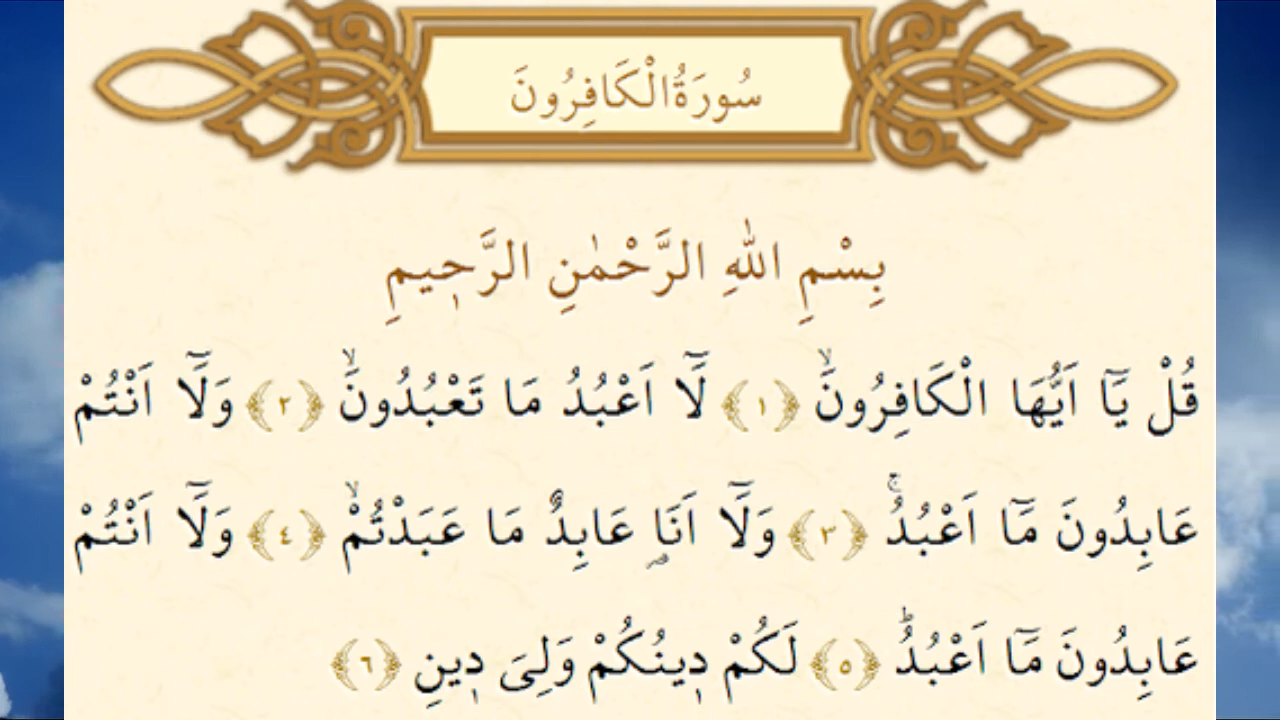 سُورَةُالْكَافِرُونَ
بِسْمِ اللهِ الرَّحْمٰنِ الرَّحٖيمِ
قُلْ يَٓا اَيُّهَا الْكَافِرُونَۙ ﴿١﴾ لَٓا اَعْبُدُ مَا تَعْبُدُونَۙ ﴿٢﴾ وَلَٓا اَنْتُمْ
عَابِدُونَ مَٓا اَعْبُدُۚ ﴿٣﴾ وَلَٓا اَنَا۬ عَابِدٌ مَا عَبَدْتُمْۙ ﴿٤﴾ وَلَٓا اَنْتُمْ
عَابِدُونَ مَٓا اَعْبُدُؕ ﴿٥﴾ لَكُمْ دٖينُكُمْ وَلِىَ دٖينِ ﴿٦﴾